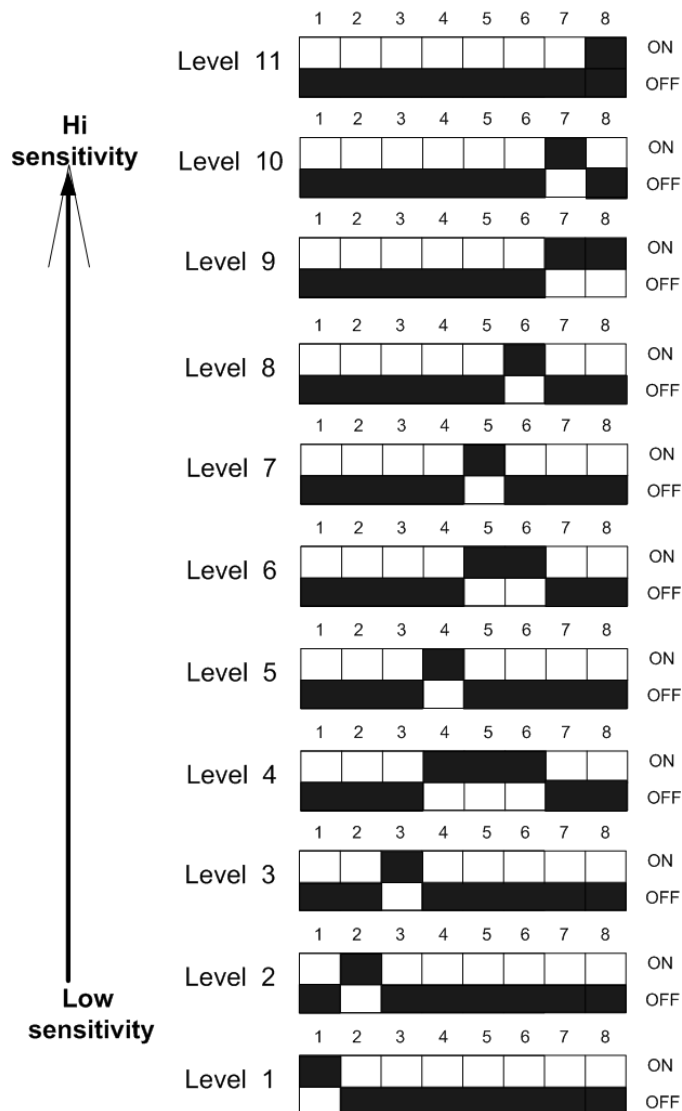 1 2 3 4 5 6 7 8
Level 11
ON
OFF
1 2 3 4 5 6 7 8
Hi
sensitivity
Level 10
ON
OFF
1 2 3 4 5 6 7 8
Level 9
ON
OFF
1 2 3 4 5 6 7 8
Level 8
ON
OFF
1 2 3 4 5 6 7 8
Level 7
ON
OFF
1 2 3 4 5 6 7 8
Level 6
ON
OFF
1 2 3 4 5 6 7 8
Level 5
ON
OFF
1 2 3 4 5 6 7 8
Level 4
ON
OFF
1 2 3 4 5 6 7 8
Level 3
ON
OFF
1 2 3 4 5 6 7 8
Level 2
ON
OFF
Low
sensitivity
1 2 3 4 5 6 7 8
Level 1
ON
OFF